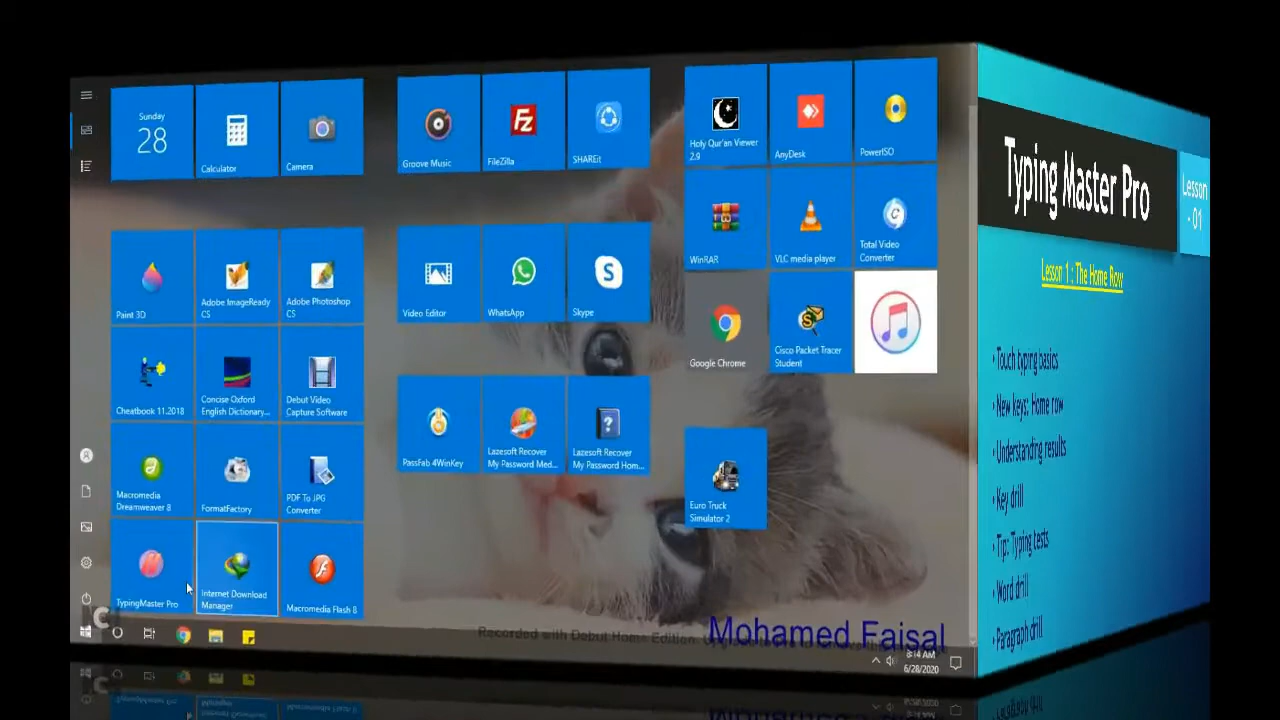 Sunday
28
Calculator
Camera
Groove Music
FileZilla
SHAREit
Holy Qur'an Viewer
2.9
AnyDesk
PowerISO
WinRAR
VLC media player
Total Video
Converter
Paint 3D
Adobe ImageReady
CS
Adobe Photoshop
CS
Video Editor
WhatsApp
Skype
Google Chrome
Cisco Packet Tracer
Student
Cheatbook 11.2018
Concise Oxford
English Dictionary...
Debut Video
Capture Software
PassFab 4WinKey
Lazesoft Recover
My Password Med...
Lazesoft Recover
My Password Hom...
Macromedia
Dreamweaver 8
FormatFactory
PDF To JPG
Converter
Euro Truck
Simulator 2
TypingMaster Pro
Internet Download
Manager
Macromedia Flash 8
Recorded with Debut Home Edition.
Mohamed Faisal
8:14 AM
6/28/2020
Typing Master Pro
Lesson
- 01
Lesson 1 : The Home Row
• Touch typing basics
• New keys: Home row
• Understanding results
• Key drill
• Tip: Typing tests
• Word drill
• Paragraph drill